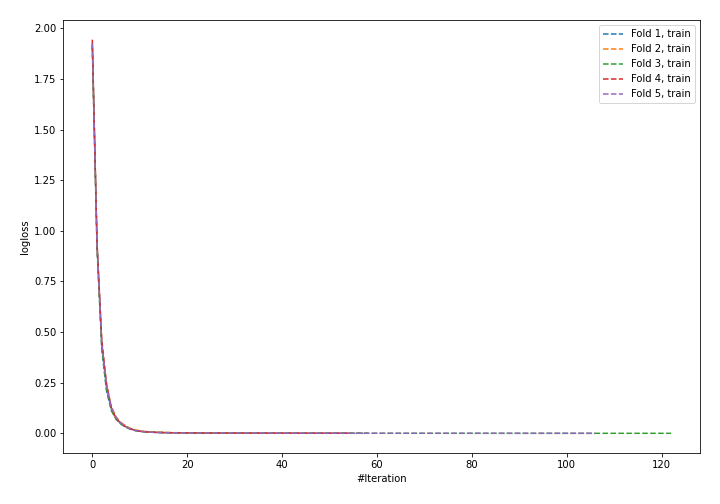 2.00
1.75
1.50
1.25
1.00
0.75
0.50
0.25
0.00
logloss
0
20
40
60
80
100
120
#Iteration
Fold 1, train
Fold 2, train
Fold 3, train
Fold 4, train
Fold 5, train